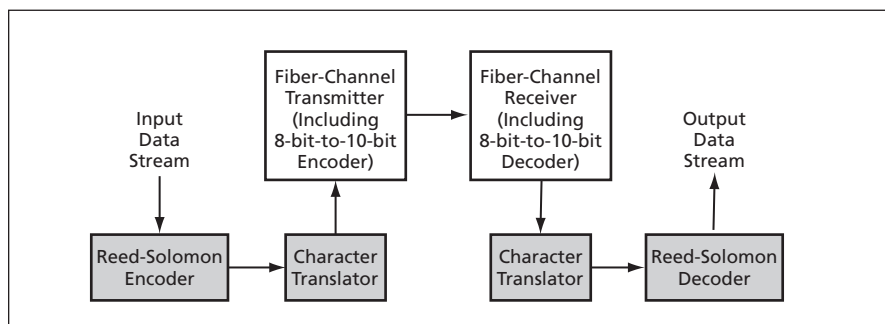 Input
Data
Stream
Reed-Solomon
Encoder
Character
Translator
Fiber-Channel
Transmitter
(Including
8-bit-to-10-bit
Encoder)
Fiber-Channel
Receiver
(Including
8-bit-to-10-bit
Decoder)
Character
Translator
Reed-Solomon
Decoder
Output
Data
Stream